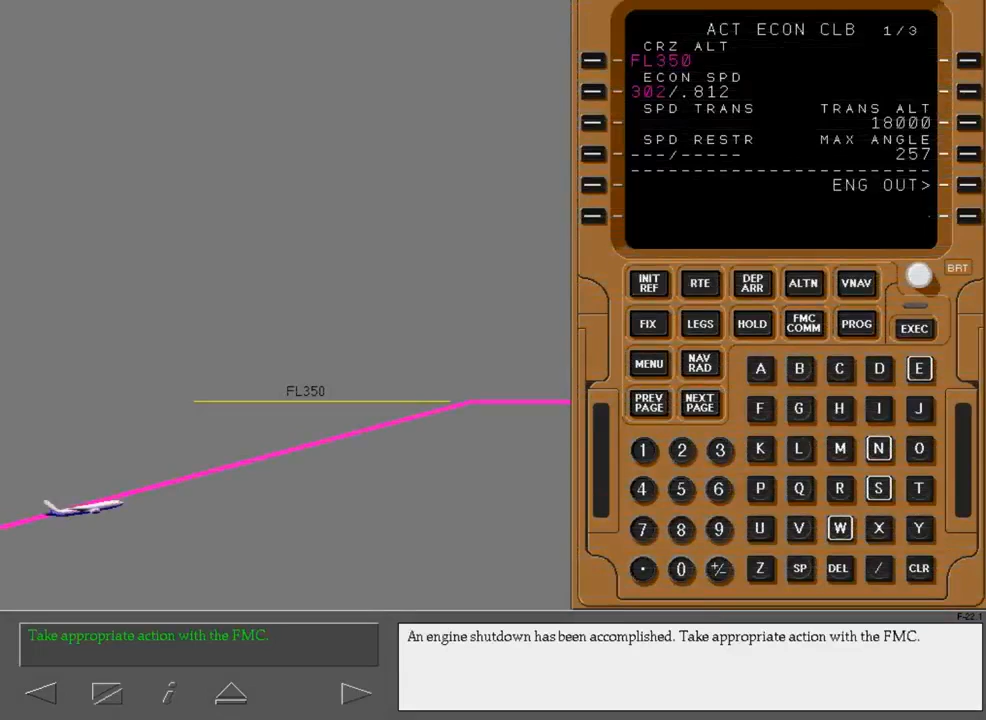 ACT ECON CLB 1/3
CRZ ALT
FL350
ECON SPD
302/.812
SPD TRANS TRANS ALT
18000
SPD RESTR MAX ANGLE
---/----- 257
------------------------
ENG OUT>
BRT
INIT REF RTE DEP ARR ALTN VNAV
FIX LEGS HOLD FMC COMM PROG EXEC
MENU NAV RAD
PREV PAGE NEXT PAGE
A B C D E
F G H I J
1 2 3 K L M N O
4 5 6 P Q R S T
7 8 9 U V W X Y
. 0 +/- Z SP DEL / CLR
FL350
F-22.1
Take appropriate action with the FMC.
An engine shutdown has been accomplished. Take appropriate action with the FMC.
i